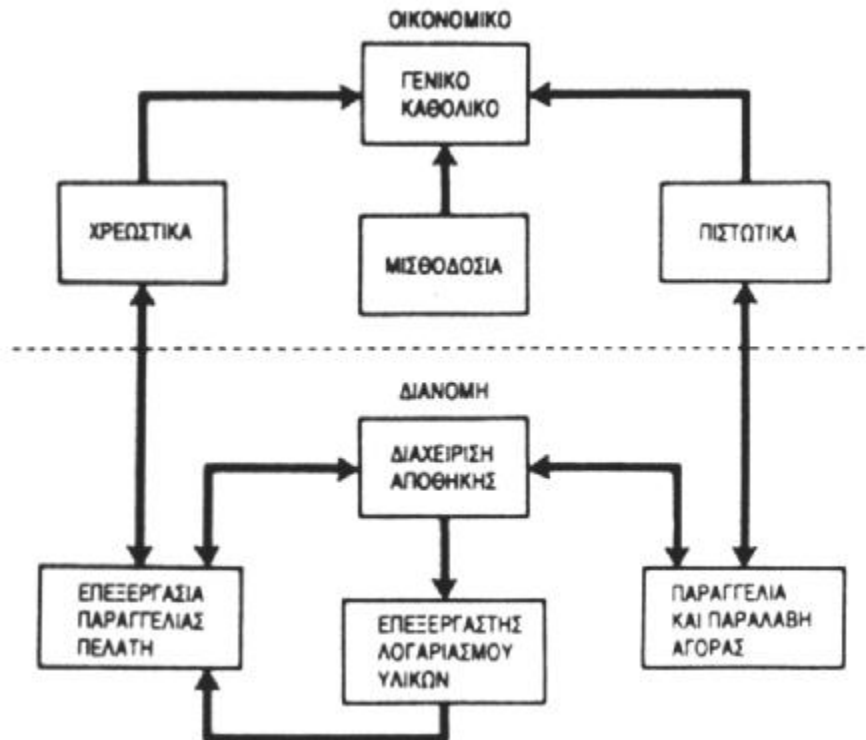 ΟΙΚΟΝΟΜΙΚΟ
ΓΕΝΙΚΟ
ΚΑΘΟΛΙΚΟ
ΧΡΕΩΣΤΙΚΑ
ΜΙΣΘΟΔΟΣΙΑ
ΠΙΣΤΩΤΙΚΑ
ΔΙΑΝΟΜΗ
ΔΙΑΧΕΙΡΙΣΗ
ΑΠΟΘΗΚΗΣ
ΕΠΕΞΕΡΓΑΣΙΑ
ΠΑΡΑΓΓΕΛΙΑΣ
ΠΕΛΑΤΗ
ΕΠΕΞΕΡΓΑΣΤΗΣ
ΛΟΓΑΡΙΑΣΜΟΥ
ΥΛΙΚΩΝ
ΠΑΡΑΓΓΕΛΙΑ
ΚΑΙ ΠΑΡΑΛΑΒΗ
ΑΓΟΡΑΣ